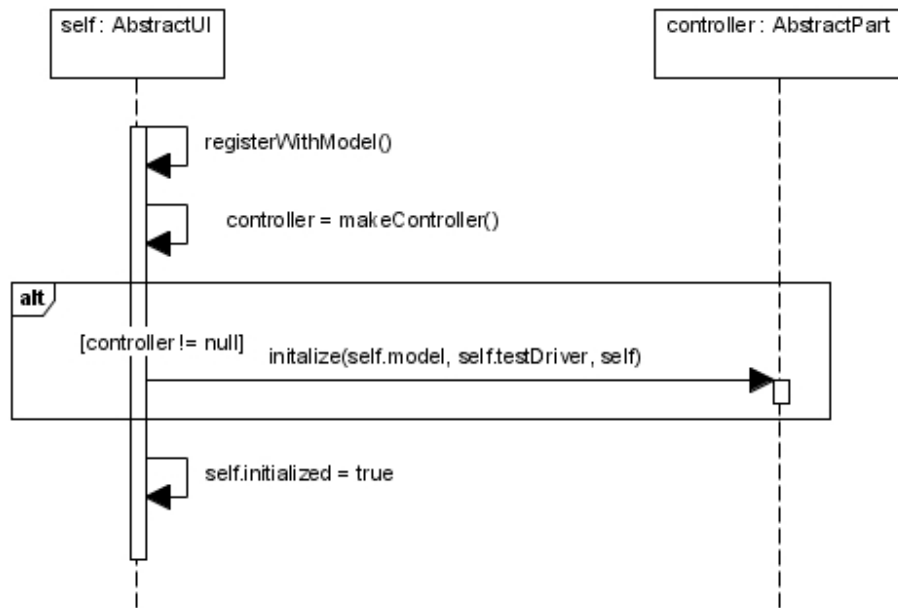 self : AbstractUI
controller : AbstractPart
registerWithModel()
controller = makeController()
alt
[controller != null]
initalize(self.model, self.testDriver, self)
self.initialized = true